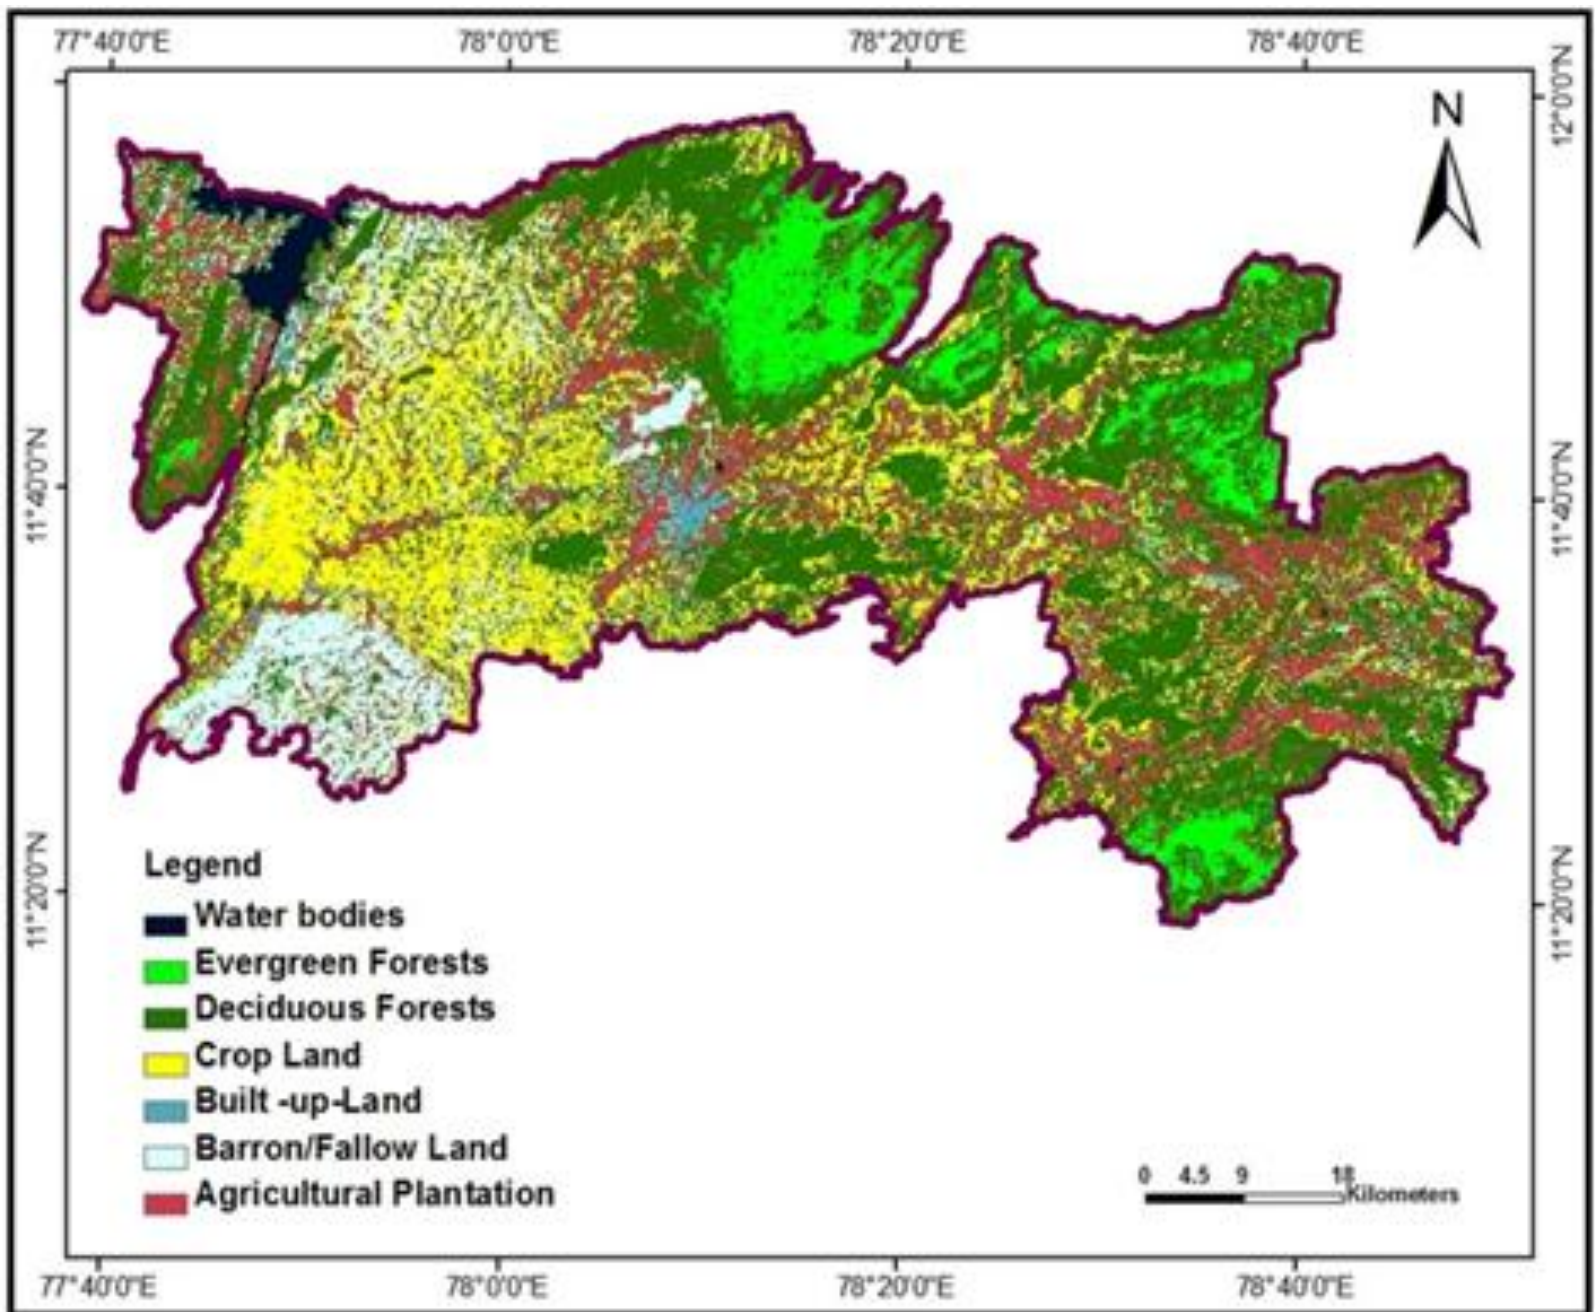 77°40'0"E 78°0'0"E 78°20'0"E 78°40'0"E
12°0'0"N
N
11°40'0"N
11°40'0"N
11°20'0"N
11°20'0"N
Legend
Water bodies
Evergreen Forests
Deciduous Forests
Crop Land
Built -up-Land
Barron/Fallow Land
Agricultural Plantation
0 4.5 9 18
Kilometers
77°40'0"E 78°0'0"E 78°20'0"E 78°40'0"E